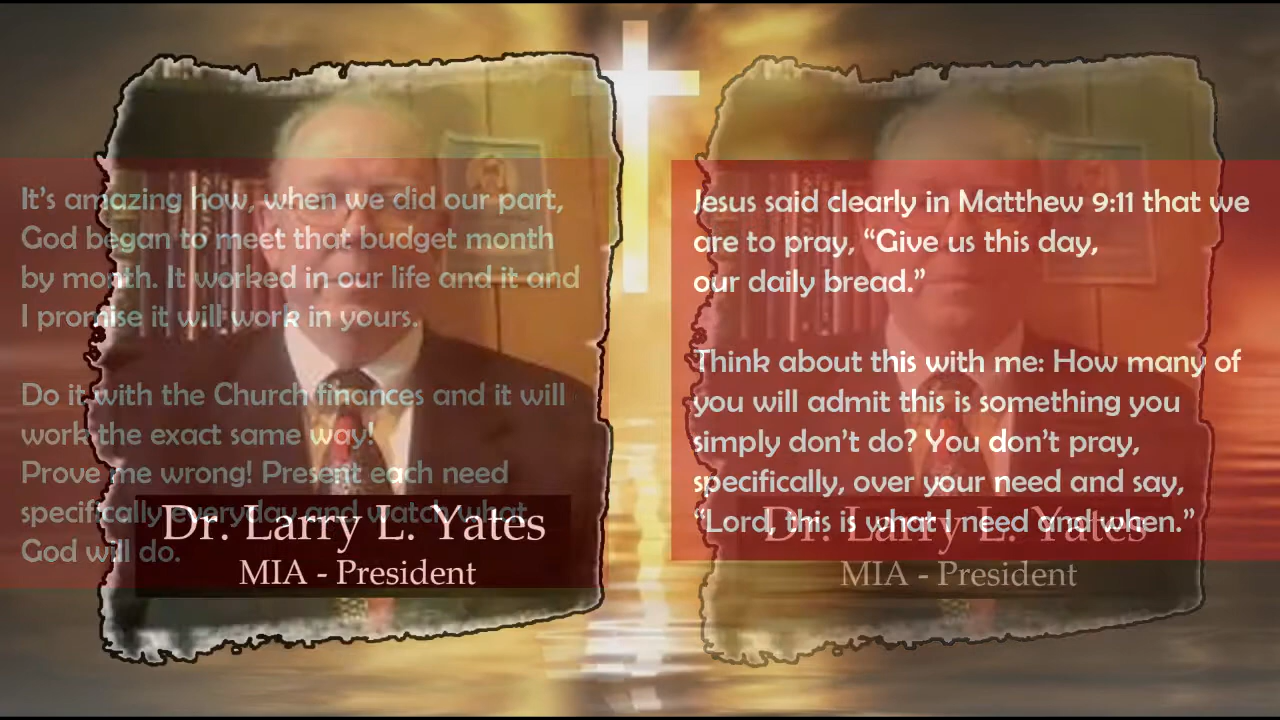 It's amazing how, when we did our part,
God began to meet that budget month
by month. It worked in our life and it and
I promise it will work in yours.
Do it with the Church finances and it will
work the exact same way!
Prove me wrong! Present each need
specifically everyday and watch what
God will do.
Dr. Larry L. Yates
MIA - President
Jesus said clearly in Matthew 9:11 that we
are to pray, “Give us this day,
our daily bread.”
Think about this with me: How many of
you will admit this is something you
simply don't do? You don't pray,
specifically, over your need and say,
“Lord, this is what I need and when.”
Dr. Larry L. Yates
MIA - President